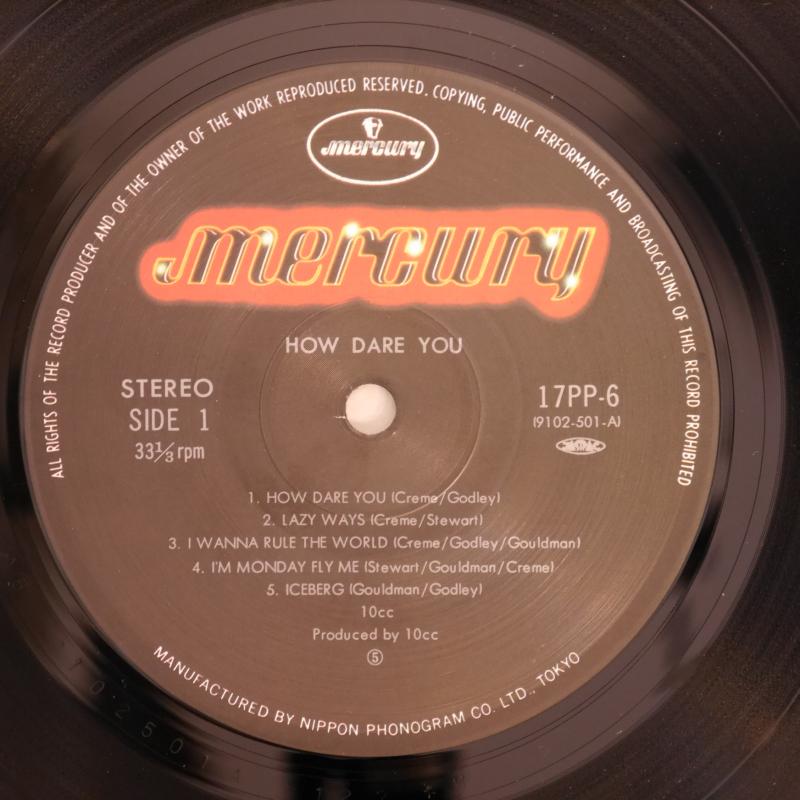 ALL RIGHTS OF THE RECORD PRODUCER AND OF THE OWNER OF THE WORK REPRODUCED RESERVED. COPYING, PUBLIC PERFORMANCE AND BROADCASTING OF THIS RECORD PROHIBITED
mercury
mercury
HOW DARE YOU
STEREO
SIDE 1
33⅓ rpm
17PP-6
(9102-501-A)
1. HOW DARE YOU (Creme/Godley)
2. LAZY WAYS (Creme/Stewart)
3. I WANNA RULE THE WORLD (Creme/Godley/Gouldman)
4. I'M MONDAY FLY ME (Stewart/Gouldman/Creme)
5. ICEBERG (Gouldman/Godley)
10cc
Produced by 10cc
⑤
MANUFACTURED BY NIPPON PHONOGRAM CO. LTD., TOKYO